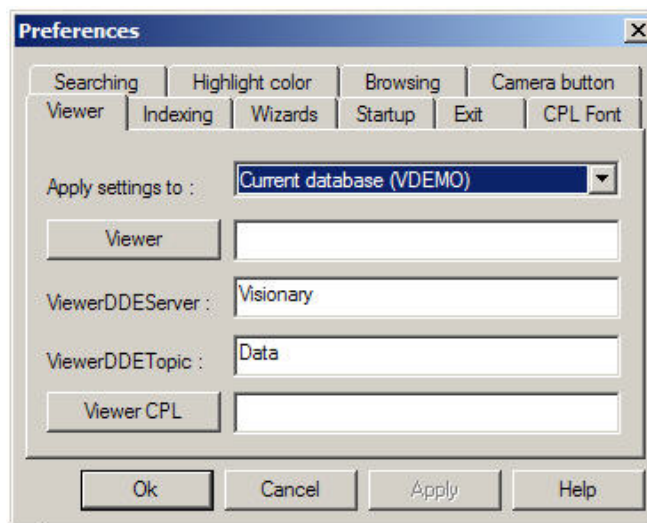 Preferences
Searching Highlight color Browsing Camera button
Viewer Indexing Wizards Startup Exit CPL Font
Apply settings to : Current database (VDEMO)
Viewer
ViewerDDEServer : Visionary
ViewerDDETopic : Data
Viewer CPL
Ok Cancel Apply Help